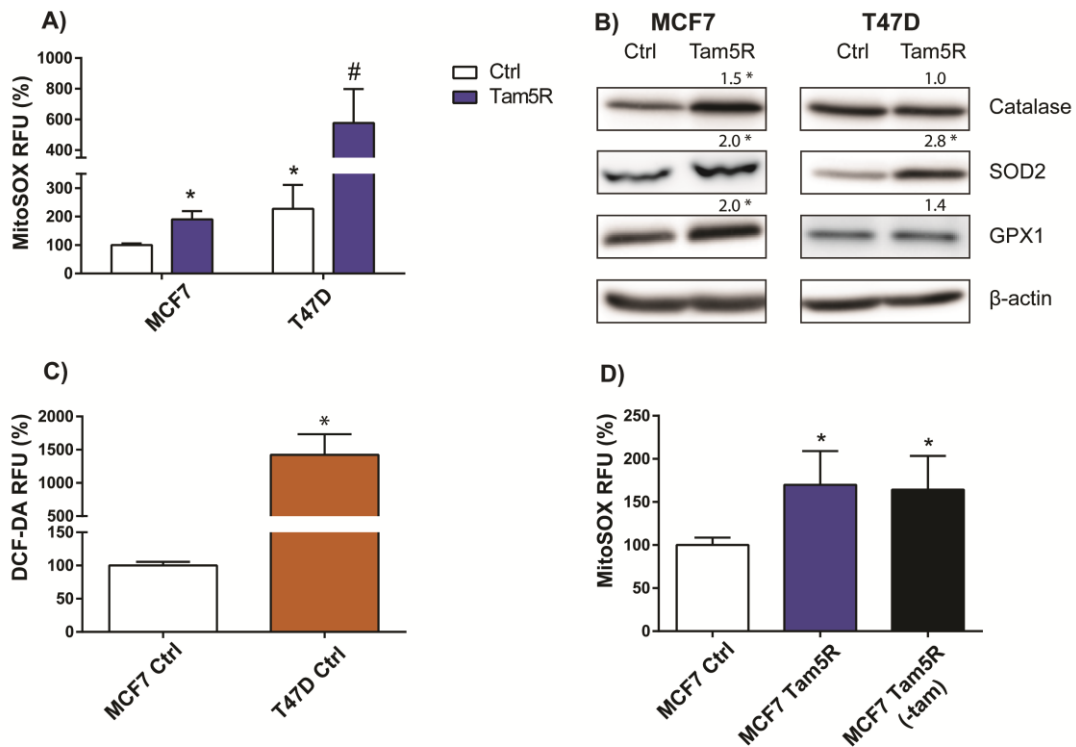 A)
MitoSOX RFU (%)
1000
800
600
400
300
200
100
0
*
*
#
MCF7
T47D
Ctrl
Tam5R
B)
MCF7
T47D
Ctrl Tam5R
Ctrl Tam5R
1.5 * 1.0
Catalase
2.0 * 2.8 *
SOD2
2.0 * 1.4
GPX1
β-actin
C)
DCF-DA RFU (%)
2000
1500
1000
500
150
100
50
0
*
MCF7 Ctrl
T47D Ctrl
D)
MitoSOX RFU (%)
250
200
150
100
50
0
*
*
MCF7 Ctrl
MCF7 Tam5R
MCF7 Tam5R
(-tam)